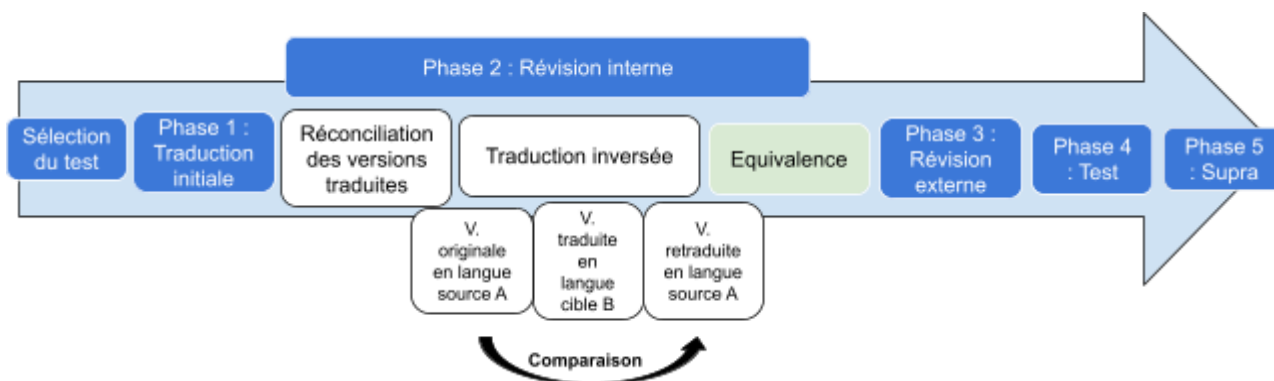 Phase 2 : Révision interne
Sélection
du test
Phase 1 :
Traduction
initiale
Réconciliation
des versions
traduites
Traduction inversée
Equivalence
Phase 3 :
Révision
externe
Phase 4
: Test
Phase 5
: Supra
V.
originale
en langue
source A
V.
traduite
en
langue
cible B
V.
retraduite
en langue
source A
Comparaison